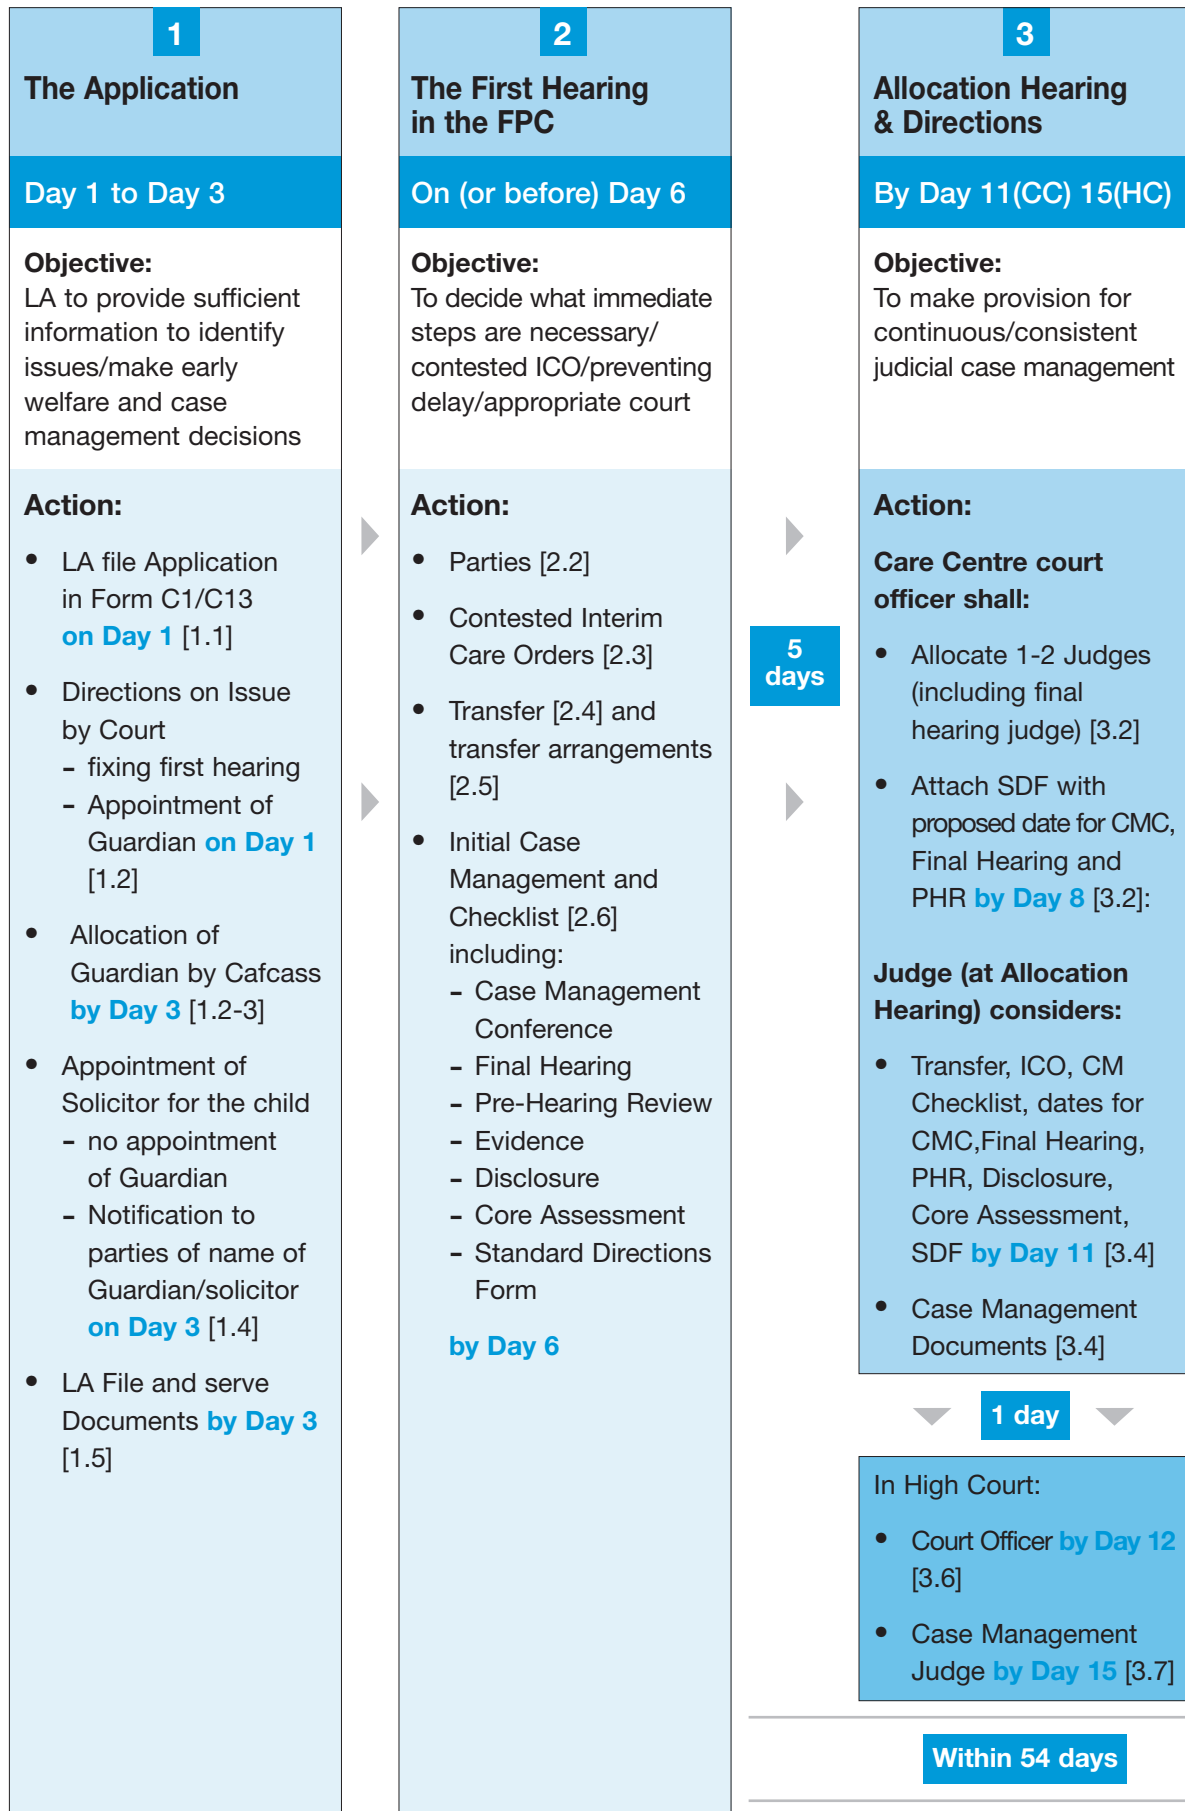 1
The Application
Day 1 to Day 3
Objective:
LA to provide sufficient
information to identify
issues/make early
welfare and case
management decisions
Action:
• LA file Application
in Form C1/C13
on Day 1 [1.1]
• Directions on Issue
by Court
– fixing first hearing
– Appointment of
Guardian on Day 1
[1.2]
• Allocation of
Guardian by Cafcass
by Day 3 [1.2-3]
• Appointment of
Solicitor for the child
– no appointment
of Guardian
– Notification to
parties of name of
Guardian/solicitor
on Day 3 [1.4]
• LA File and serve
Documents by Day 3
[1.5]
2
The First Hearing
in the FPC
On (or before) Day 6
Objective:
To decide what immediate
steps are necessary/
contested ICO/preventing
delay/appropriate court
Action:
• Parties [2.2]
• Contested Interim
Care Orders [2.3]
• Transfer [2.4] and
transfer arrangements
[2.5]
• Initial Case
Management and
Checklist [2.6]
including:
– Case Management
Conference
– Final Hearing
– Pre-Hearing Review
– Evidence
– Disclosure
– Core Assessment
– Standard Directions
Form
by Day 6
5
days
3
Allocation Hearing
& Directions
By Day 11(CC) 15(HC)
Objective:
To make provision for
continuous/consistent
judicial case management
Action:
Care Centre court
officer shall:
• Allocate 1-2 Judges
(including final
hearing judge) [3.2]
• Attach SDF with
proposed date for CMC,
Final Hearing and
PHR by Day 8 [3.2]:
Judge (at Allocation
Hearing) considers:
• Transfer, ICO, CM
Checklist, dates for
CMC,Final Hearing,
PHR, Disclosure,
Core Assessment,
SDF by Day 11 [3.4]
• Case Management
Documents [3.4]
1 day
In High Court:
• Court Officer by Day 12
[3.6]
• Case Management
Judge by Day 15 [3.7]
Within 54 days